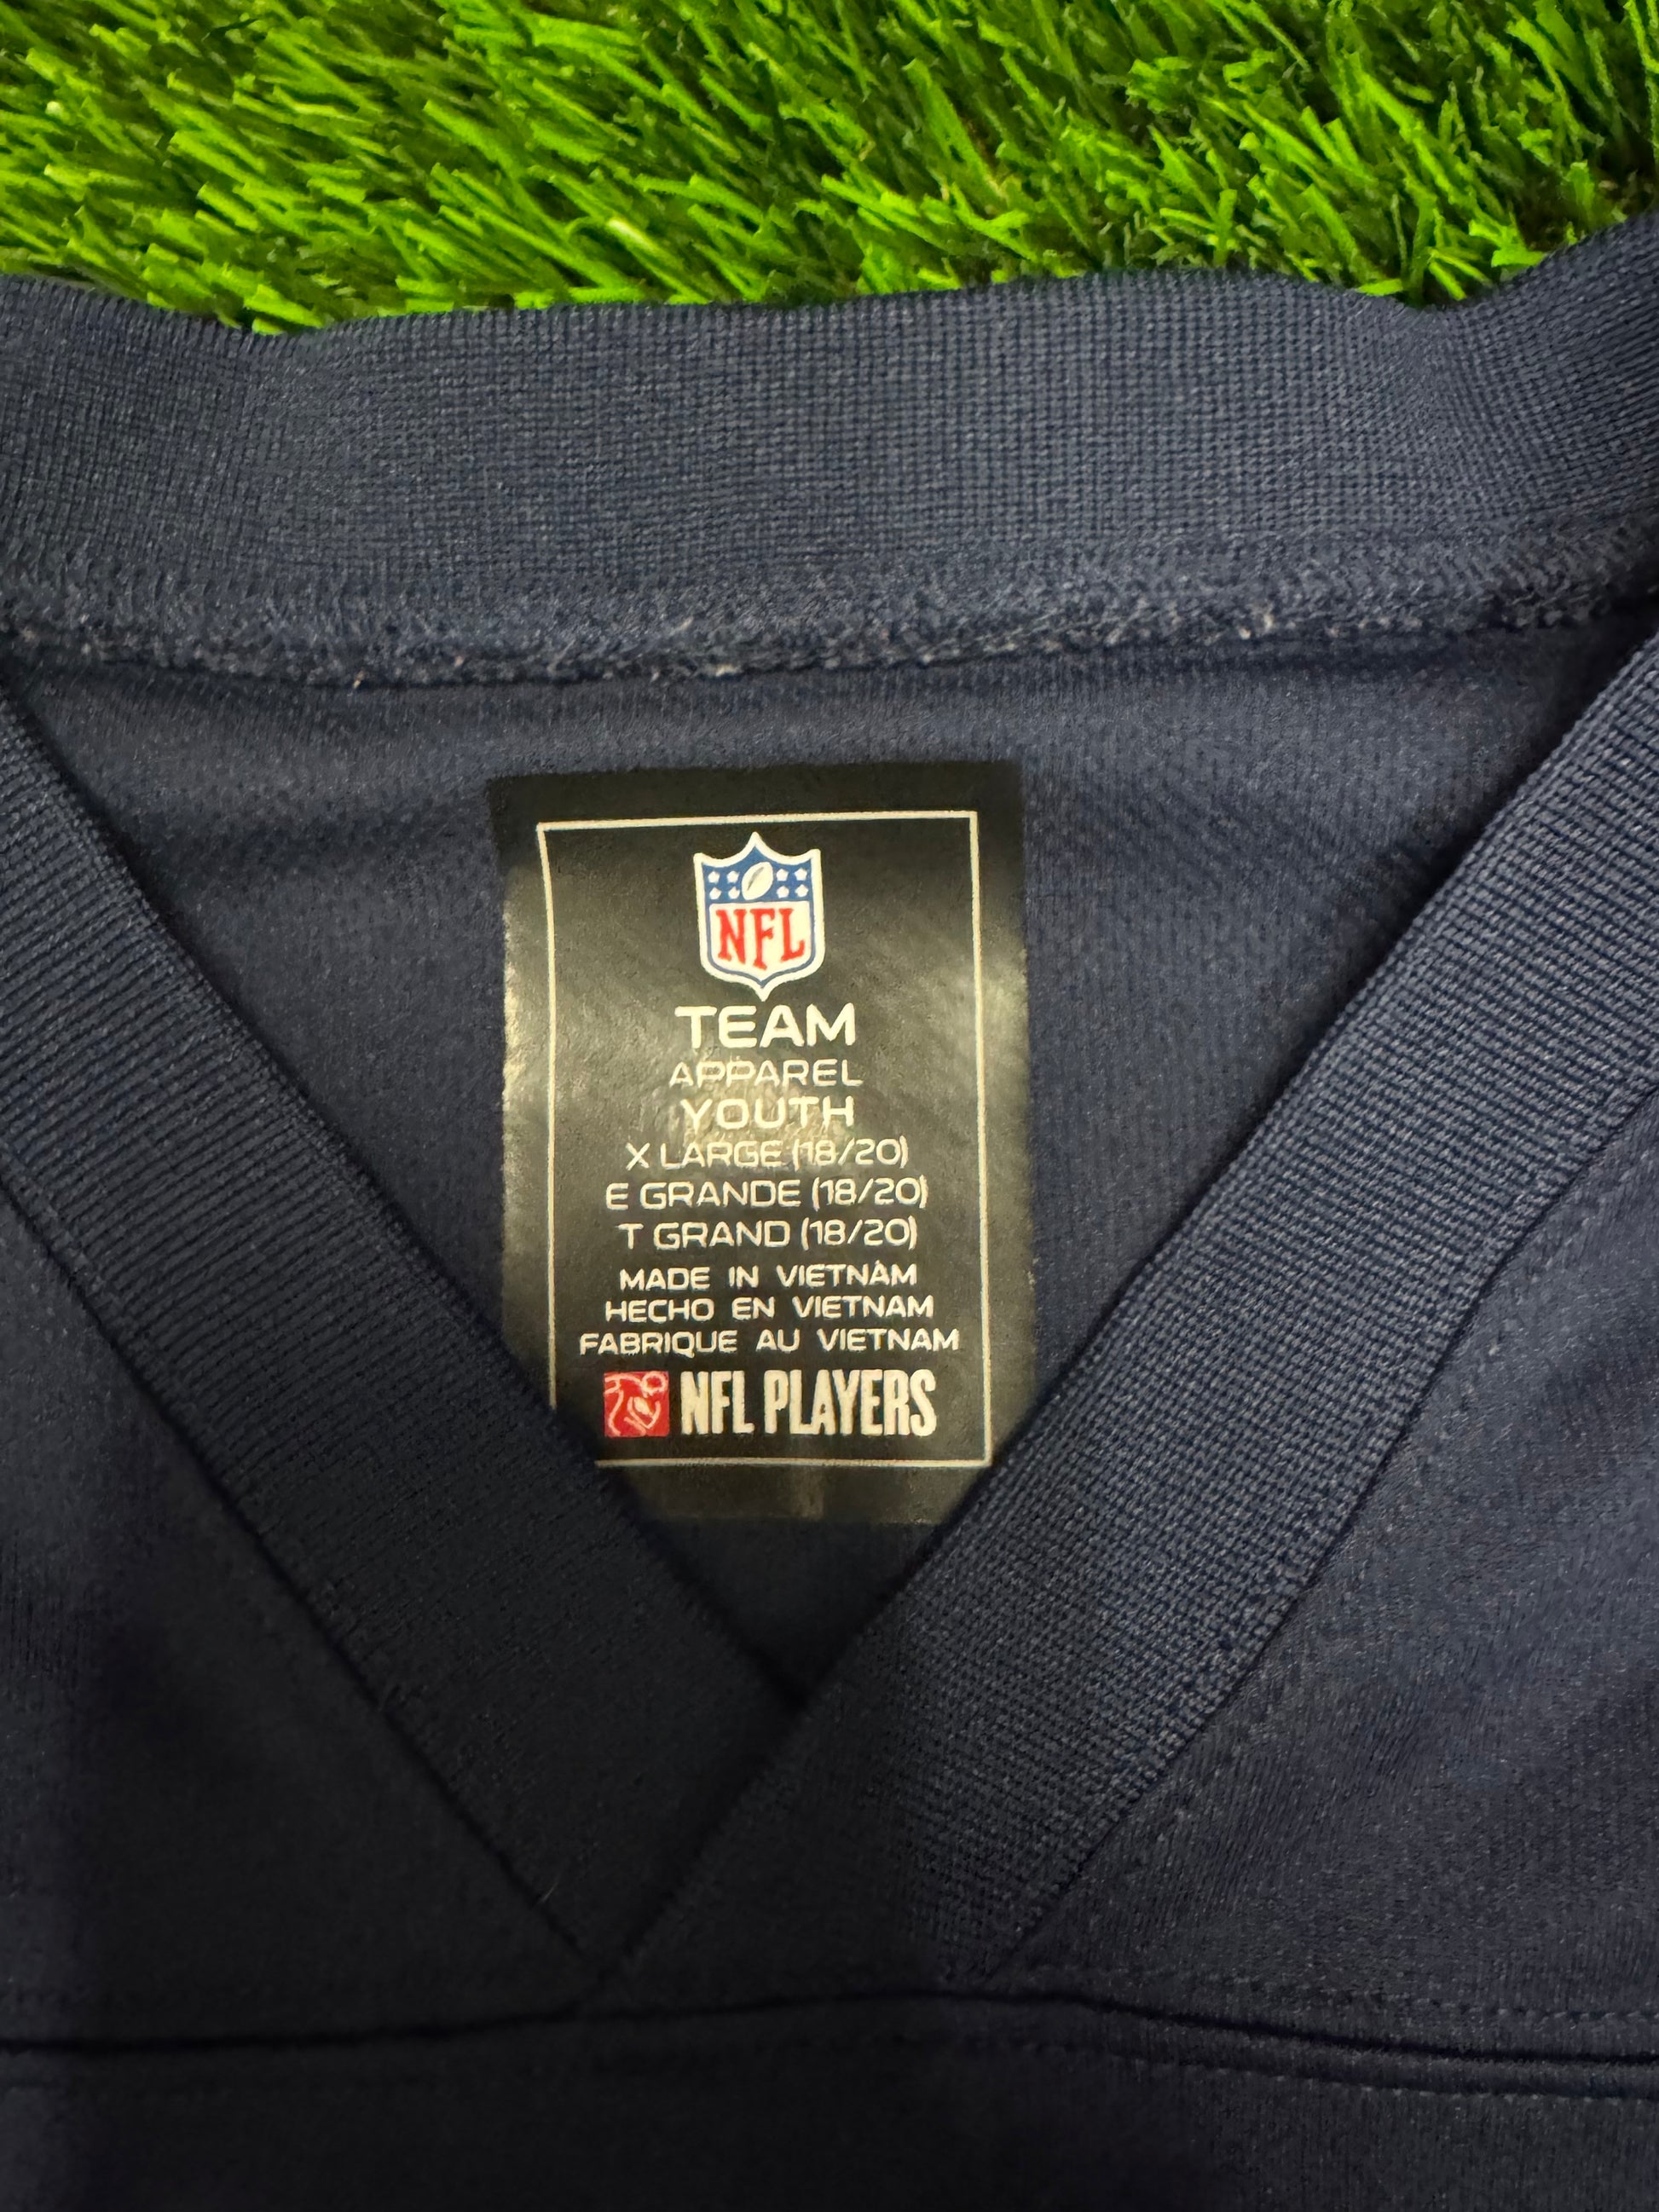 NFL
TEAM
APPAREL
YOUTH
X LARGE (18/20)
E GRANDE (18/20)
T GRAND (18/20)
MADE IN VIETNAM
HECHO EN VIETNAM
FABRIQUE AU VIETNAM
NFL PLAYERS